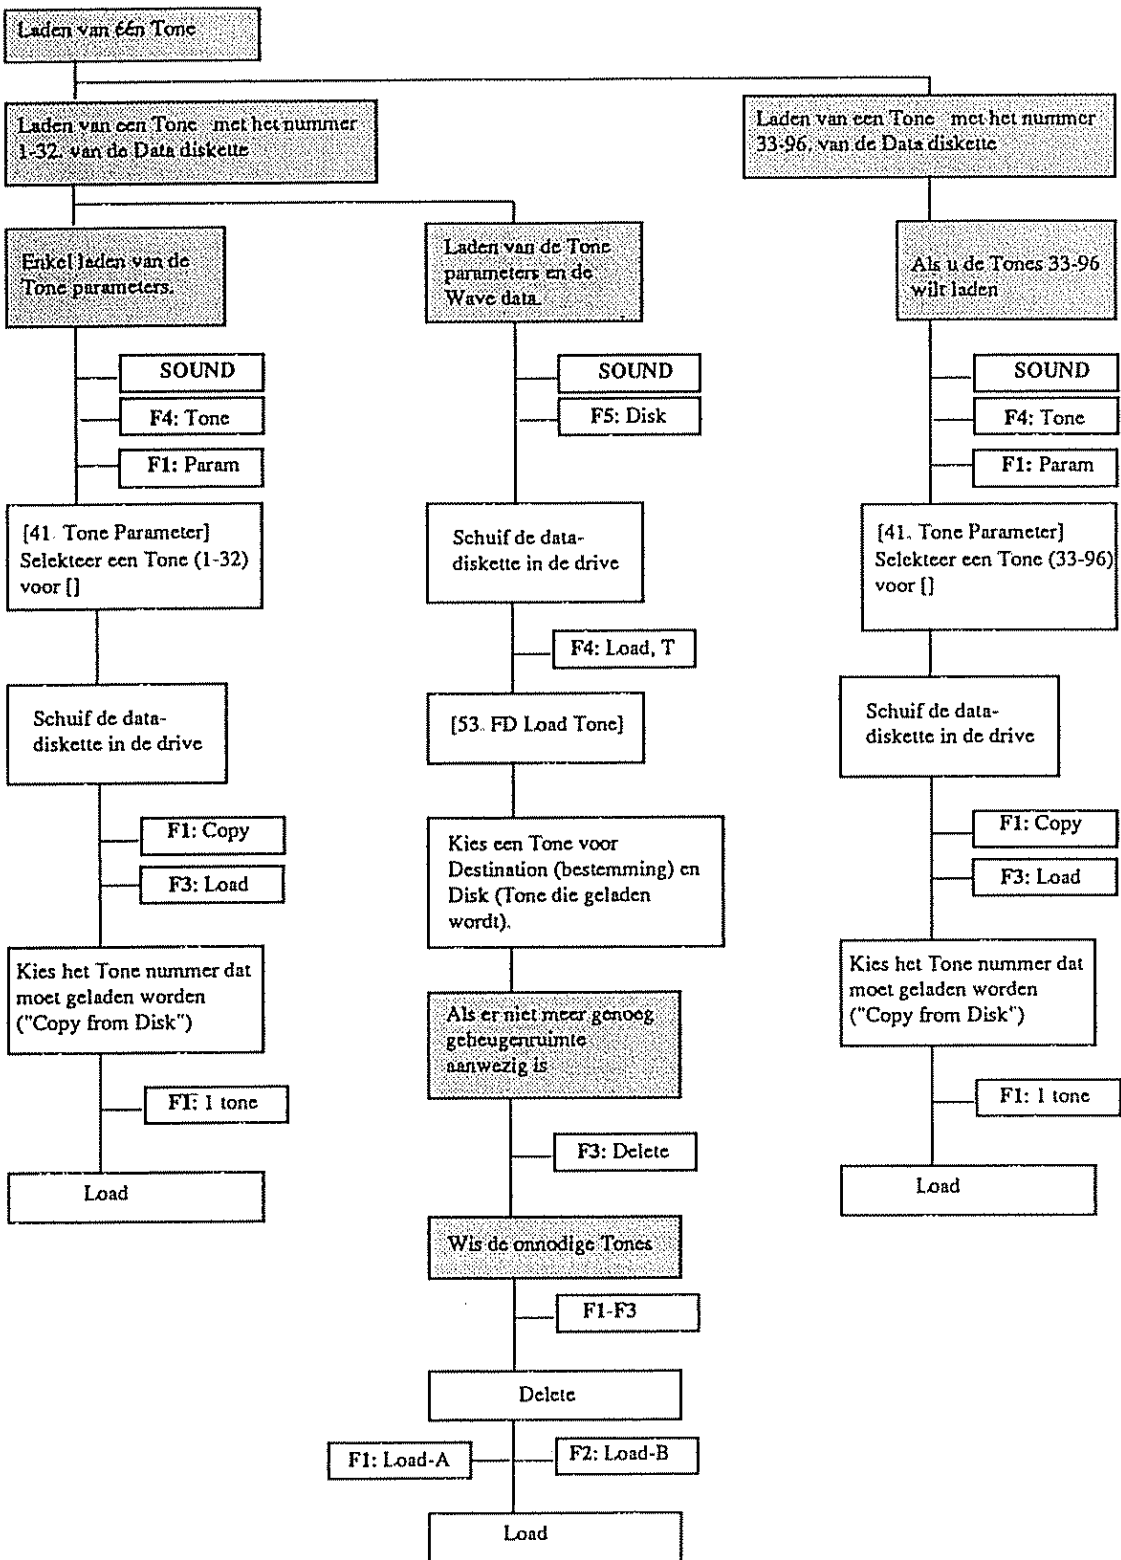 Laden van één Tone
Laden van een Tone met het nummer
1-32, van de Data diskette
Laden van een Tone met het nummer
33-96, van de Data diskette
Enkel laden van de
Tone parameters.
SOUND
F4: Tone
F1: Param
[41. Tone Parameter]
Selekteer een Tone (1-32)
voor []
Schuif de data-
diskette in de drive
F1: Copy
F3: Load
Kies het Tone nummer dat
moet geladen worden
("Copy from Disk")
F1: 1 tone
Load
Laden van de Tone
parameters en de
Wave data.
SOUND
F5: Disk
Schuif de data-
diskette in de drive
F4: Load, T
[53. FD Load Tone]
Kies een Tone voor
Destination (bestemming) en
Disk (Tone die geladen
wordt).
Als er niet meer genoeg
geheugenruimte
aanwezig is
F3: Delete
Wis de onnodige Tones
F1-F3
Delete
F1: Load-A
F2: Load-B
Load
Als u de Tones 33-96
wilt laden
SOUND
F4: Tone
F1: Param
[41. Tone Parameter]
Selekteer een Tone (33-96)
voor []
Schuif de data-
diskette in de drive
F1: Copy
F3: Load
Kies het Tone nummer dat
moet geladen worden
("Copy from Disk")
F1: 1 tone
Load